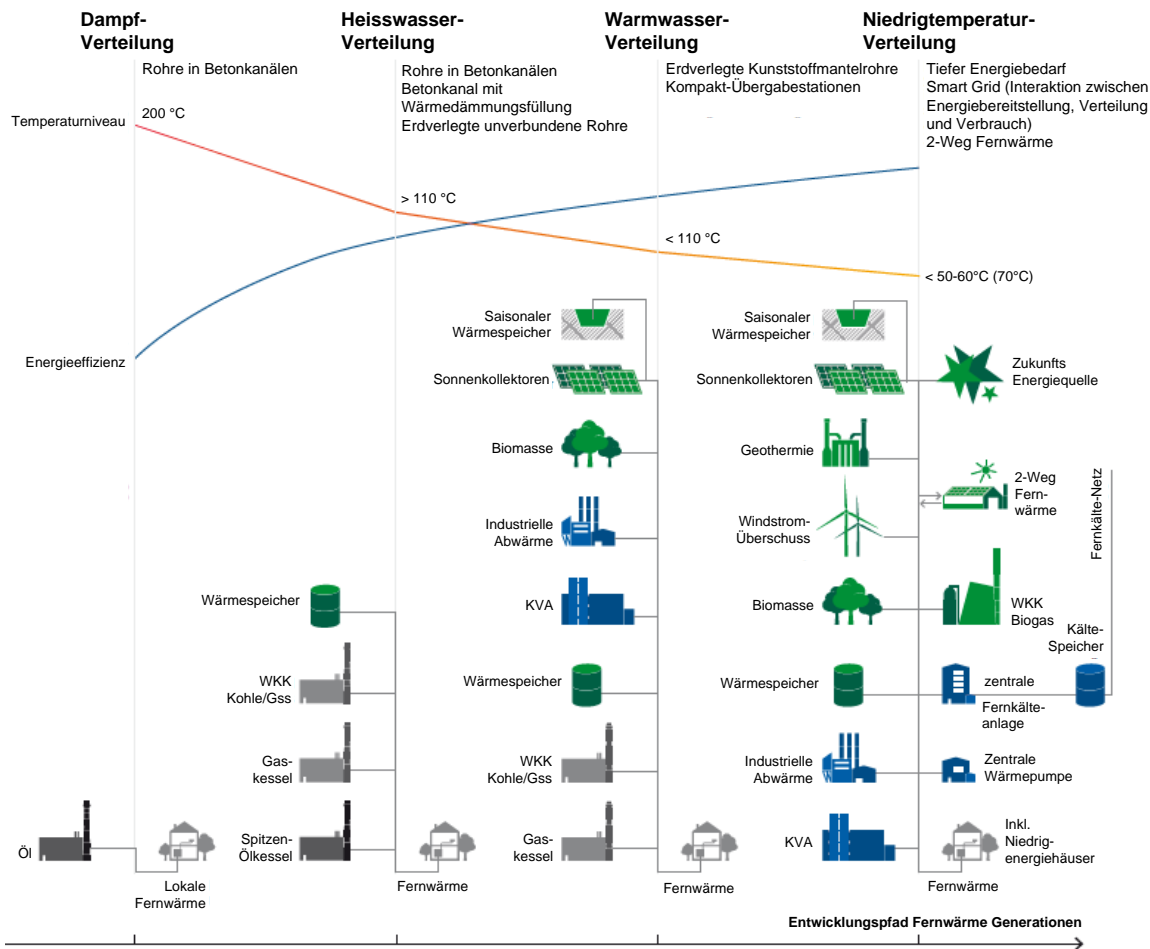 Dampf-
Verteilung
Heisswasser-
Verteilung
Warmwasser-
Verteilung
Niedrigtemperatur-
Verteilung
Rohre in Betonkanälen
Rohre in Betonkanälen
Betonkanal mit
Wärmedämmungsfüllung
Erdverlegte unverbundene Rohre
Erdverlegte Kunststoffmantelrohre
Kompakt-Übergabestationen
Tiefer Energiebedarf
Smart Grid (Interaktion zwischen
Energiebereitstellung, Verteilung
und Verbrauch)
2-Weg Fernwärme
Temperaturniveau
200 °C
> 110 °C
< 110 °C
< 50-60°C (70°C)
Energieeffizienz
Saisonaler
Wärmespeicher
Sonnenkollektoren
Biomasse
Industrielle
Abwärme
KVA
Wärmespeicher
WKK
Kohle/Gss
Gas-
kessel
Fernwärme
Wärmespeicher
WKK
Kohle/Gss
Gas-
kessel
Spitzen-
Ölkessel
Fernwärme
Öl
Lokale
Fernwärme
Saisonaler
Wärmespeicher
Sonnenkollektoren
Geothermie
Windstrom-
Überschuss
Biomasse
Wärmespeicher
Industrielle
Abwärme
KVA
Zukunfts
Energiequelle
2-Weg
Fern-
wärme
Fernkälte-Netz
WKK
Biogas
Kälte-
Speicher
zentrale
Fernkälte-
anlage
Zentrale
Wärmepumpe
Inkl.
Niedrig-
energiehäuser
Fernwärme
Entwicklungspfad Fernwärme Generationen